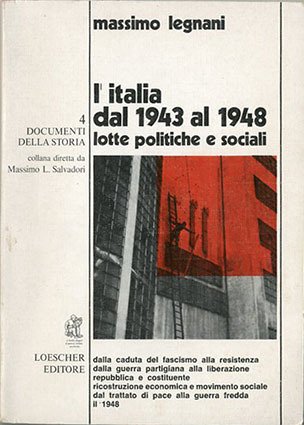 massimo legnani
l'italia
dal 1943 al 1948
lotte politiche e sociali
4
DOCUMENTI
DELLA STORIA
collana diretta da
Massimo L. Salvadori
LOESCHER
EDITORE
dalla caduta del fascismo alla resistenza
dalla guerra partigiana alla liberazione
repubblica e costituente
ricostruzione economica e movimento sociale
dal trattato di pace alla guerra fredda
il 1948